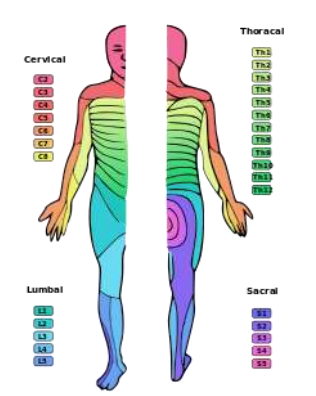 Thoracal
Cervical
Th1
Th2
Th3
Th4
Th5
Th6
Th7
Th8
Th9
Th10
Th11
Th12
C2
C3
C4
C5
C6
C7
C8
Lumbal
Sacral
L1
L2
L3
L4
L5
S1
S2
S3
S4
S5